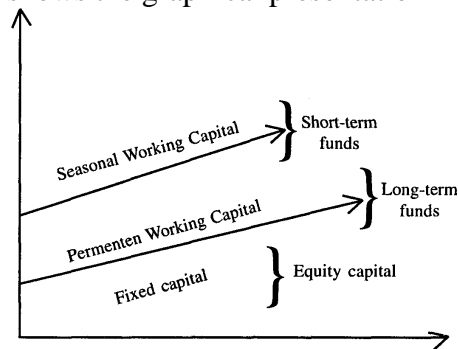 Seasonal Working Capital
Short-term
funds
Permenten Working Capital
Long-term
funds
Fixed capital
Equity capital